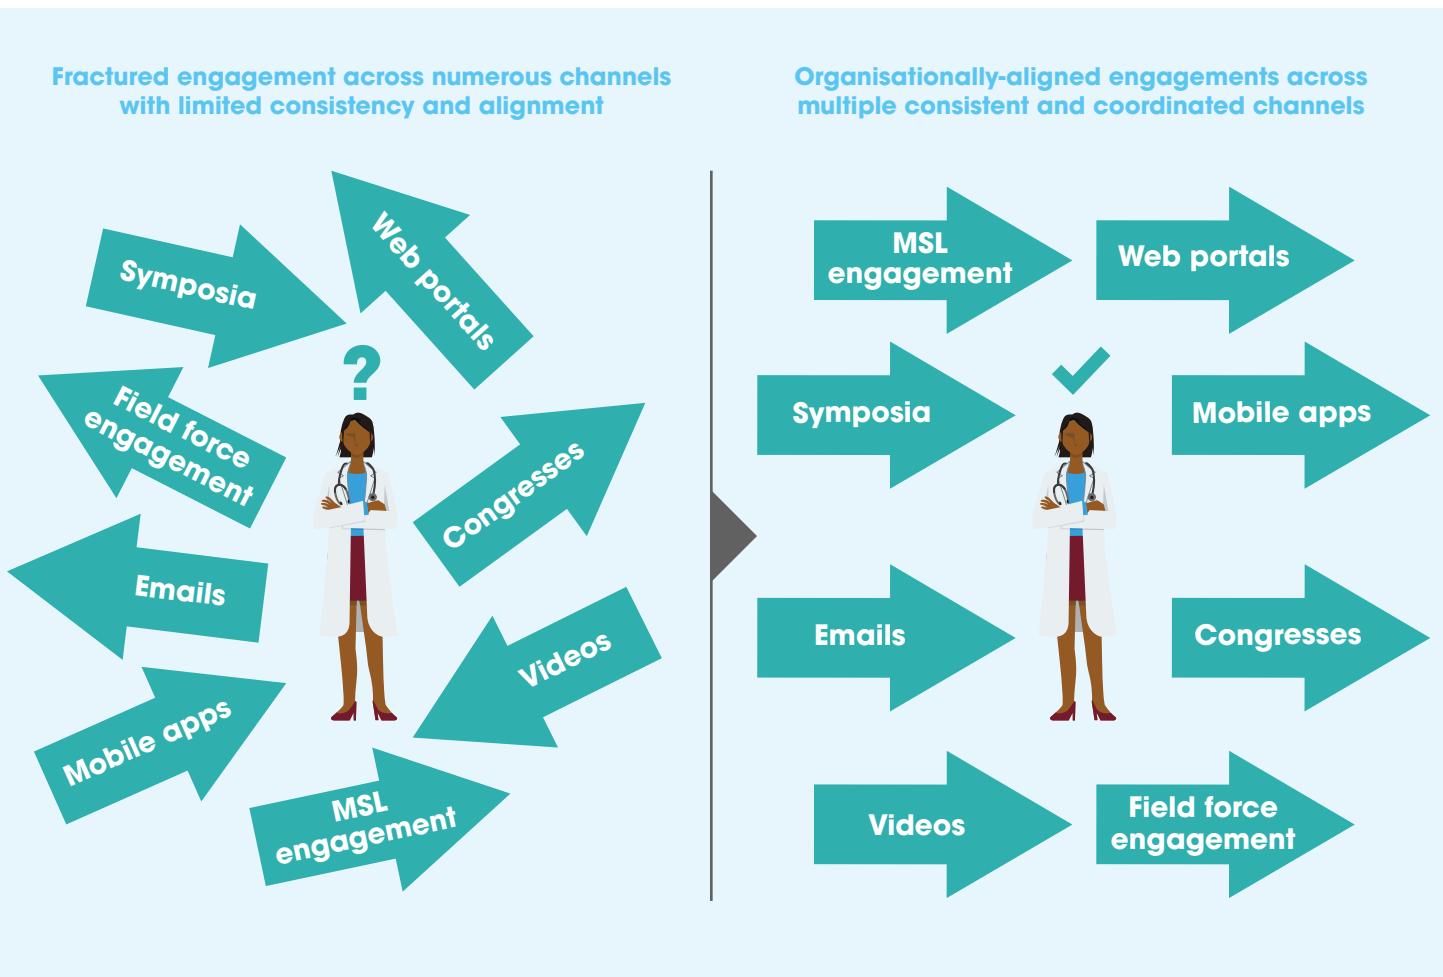 Fractured engagement across numerous channels
with limited consistency and alignment
Symposia
Web portals
?
Field force
engagement
Congresses
Emails
Videos
Mobile apps
MSL
engagement
Organisationally-aligned engagements across
multiple consistent and coordinated channels
MSL
engagement
Web portals
Symposia
Mobile apps
Emails
Congresses
Videos
Field force
engagement